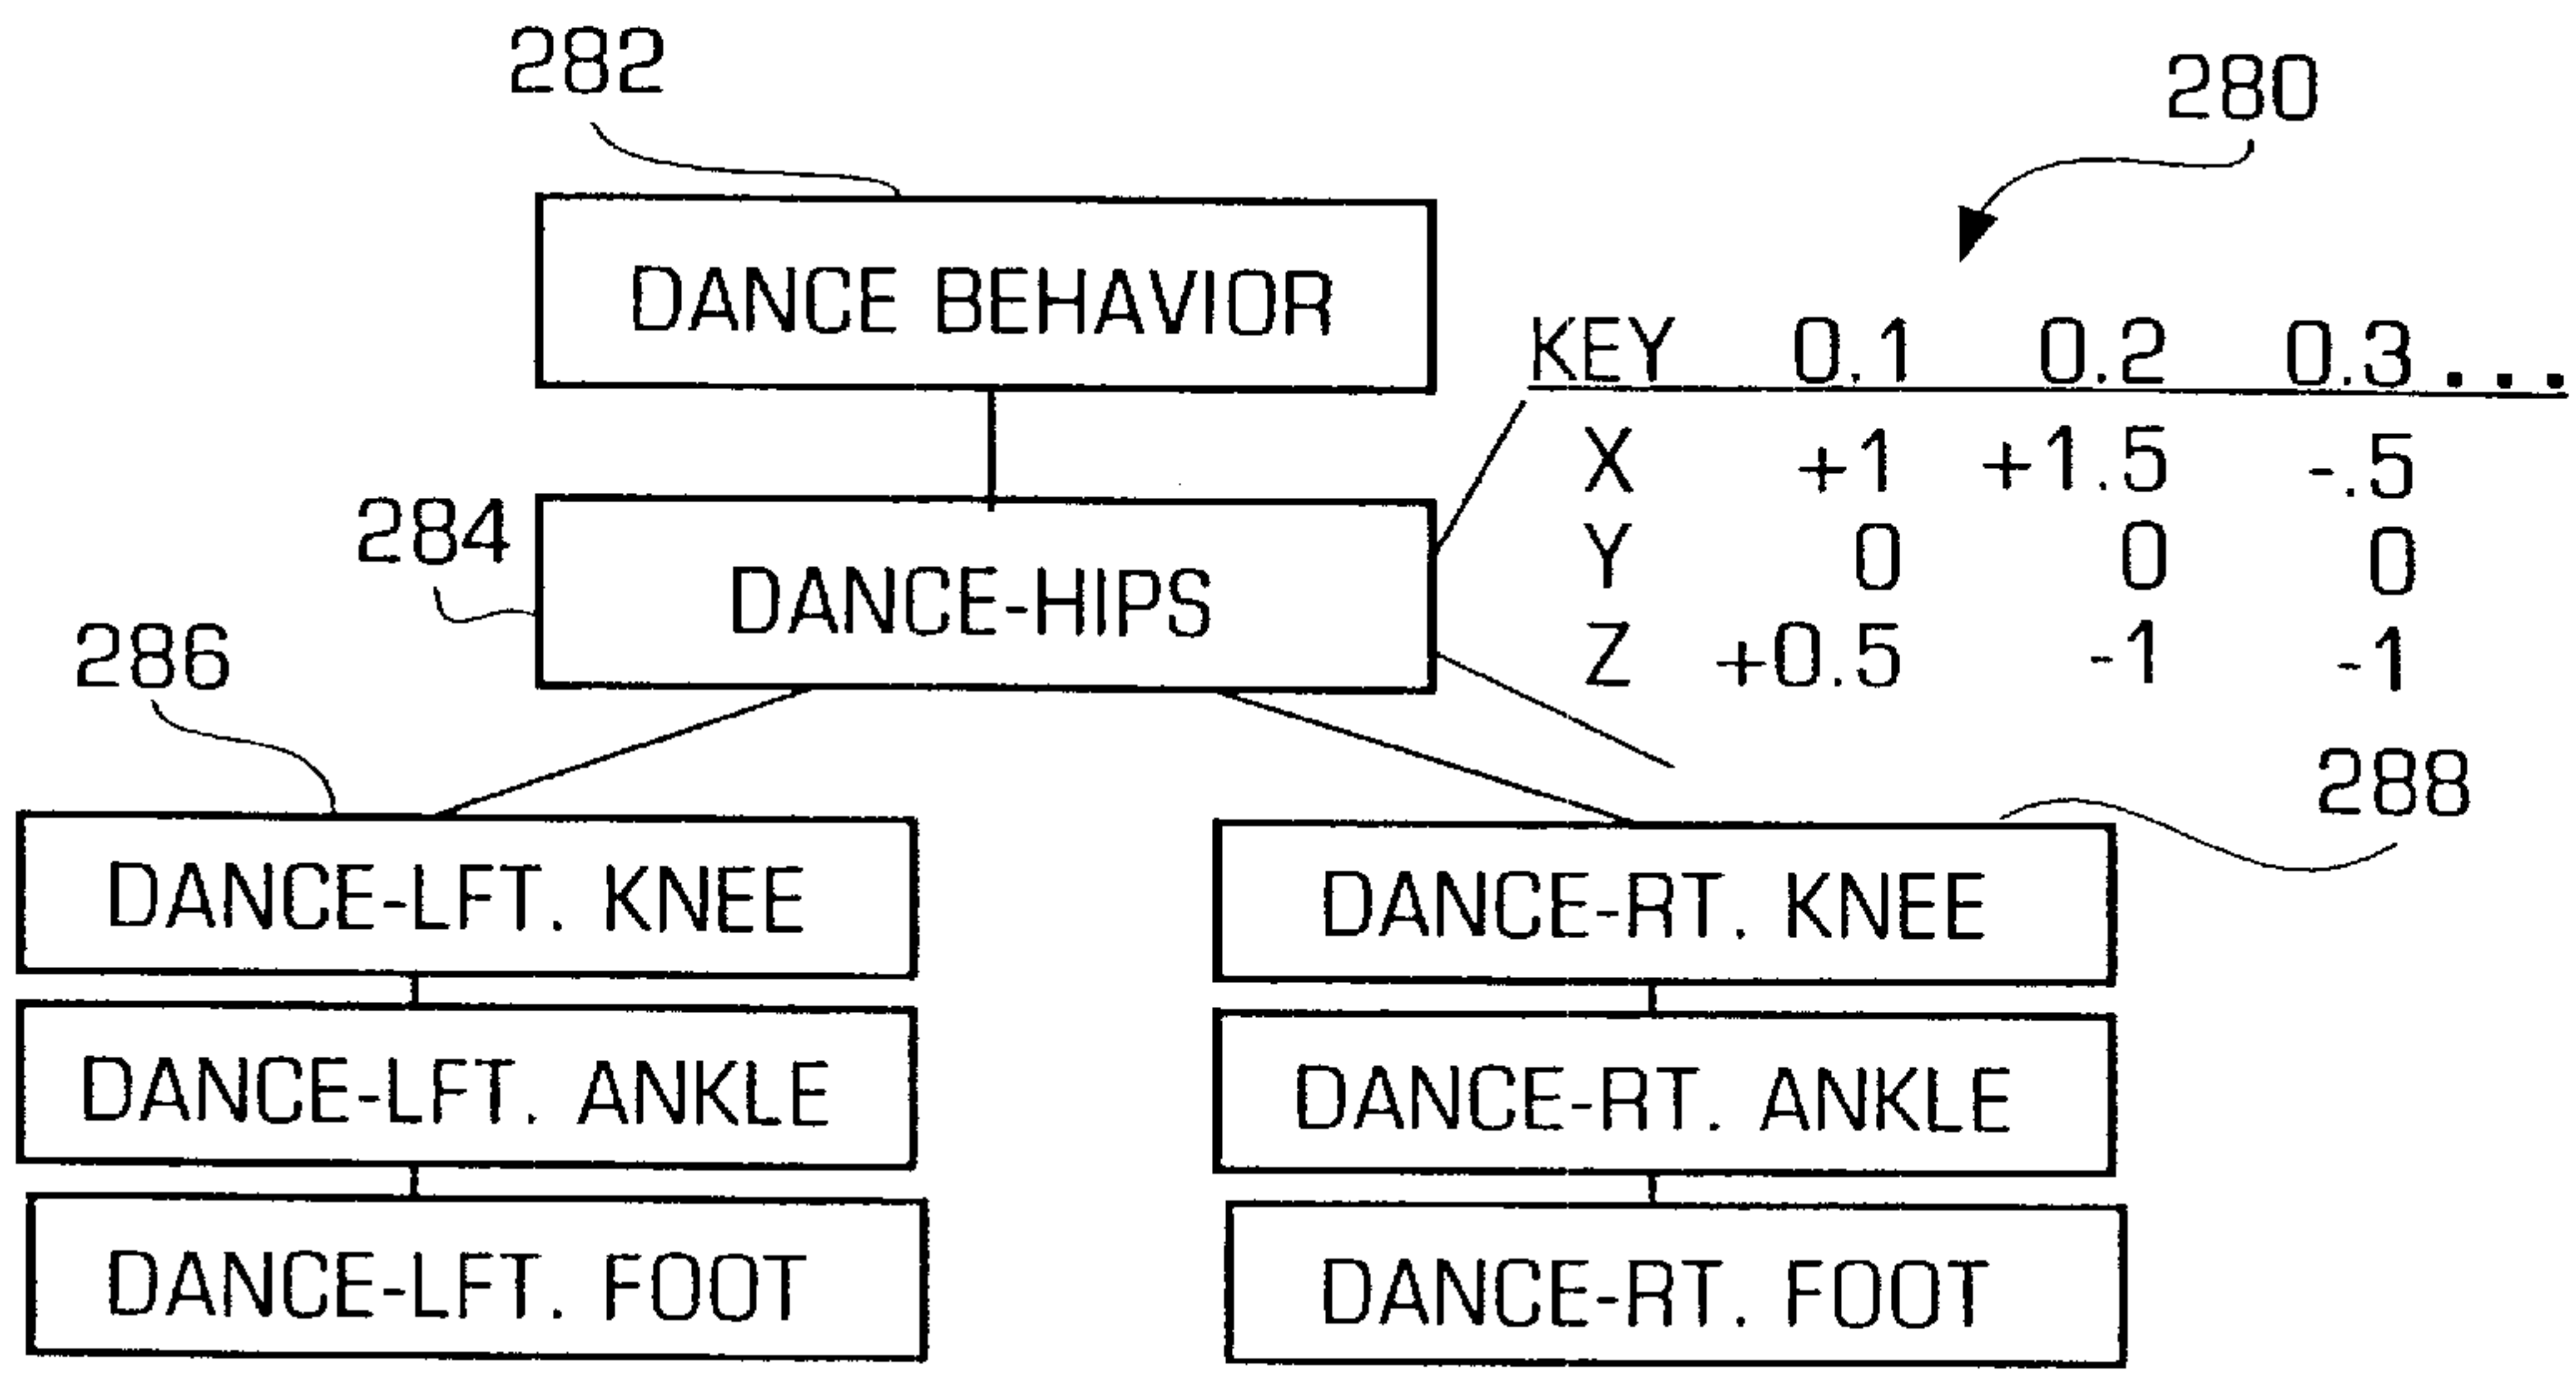 282
280
DANCE BEHAVIOR
KEY 0.1 0.2 0.3 ...
X +1 +1.5 -.5
284
Y 0 0 0
DANCE-HIPS
Z +0.5 -1 -1
286
288
DANCE-LFT. KNEE
DANCE-RT. KNEE
DANCE-LFT. ANKLE
DANCE-RT. ANKLE
DANCE-LFT. FOOT
DANCE-RT. FOOT